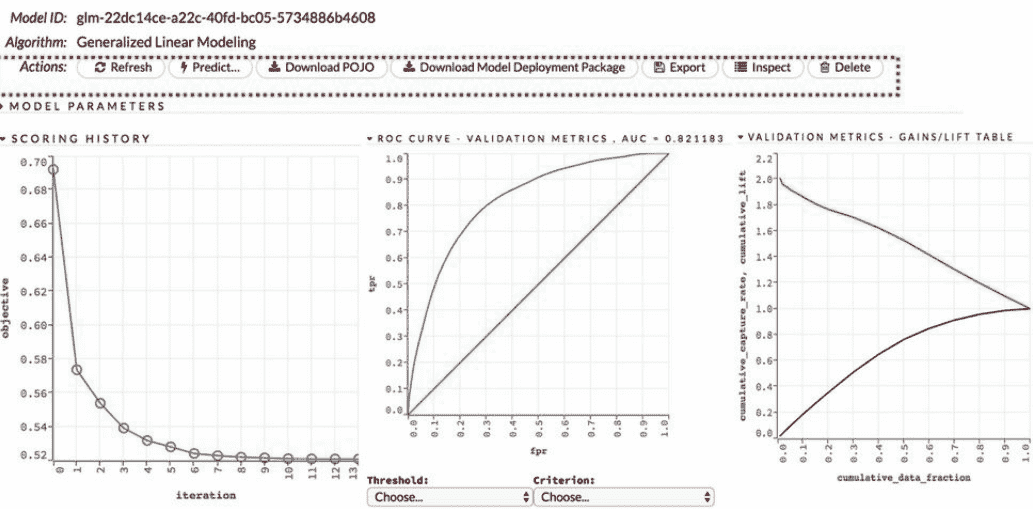 Model ID: glm-22dc14ce-a22c-40fd-bc05-5734886b4608
Algorithm: Generalized Linear Modeling
Actions: Refresh Predict... Download POJO Download Model Deployment Package Export Inspect Delete
MODEL PARAMETERS
SCORING HISTORY
0.70
0.68
0.66
0.64
0.62
0.60
0.58
0.56
0.54
0.52
objective
0 1 2 3 4 5 6 7 8 9 10 11 12 13
iteration
ROC CURVE - VALIDATION METRICS , AUC = 0.821183
1.0
0.9
0.8
0.7
0.6
0.5
0.4
0.3
0.2
0.1
0.0
tpr
0.0 0.1 0.2 0.3 0.4 0.5 0.6 0.7 0.8 0.9 1.0
fpr
Threshold: Criterion:
Choose... Choose...
VALIDATION METRICS - GAINS/LIFT TABLE
2.2
2.0
1.8
1.6
1.4
1.2
1.0
0.8
0.6
0.4
0.2
0.0
cumulative_capture_rate, cumulative_lift
0.0 0.1 0.2 0.3 0.4 0.5 0.6 0.7 0.8 0.9 1.0
cumulative_data_fraction